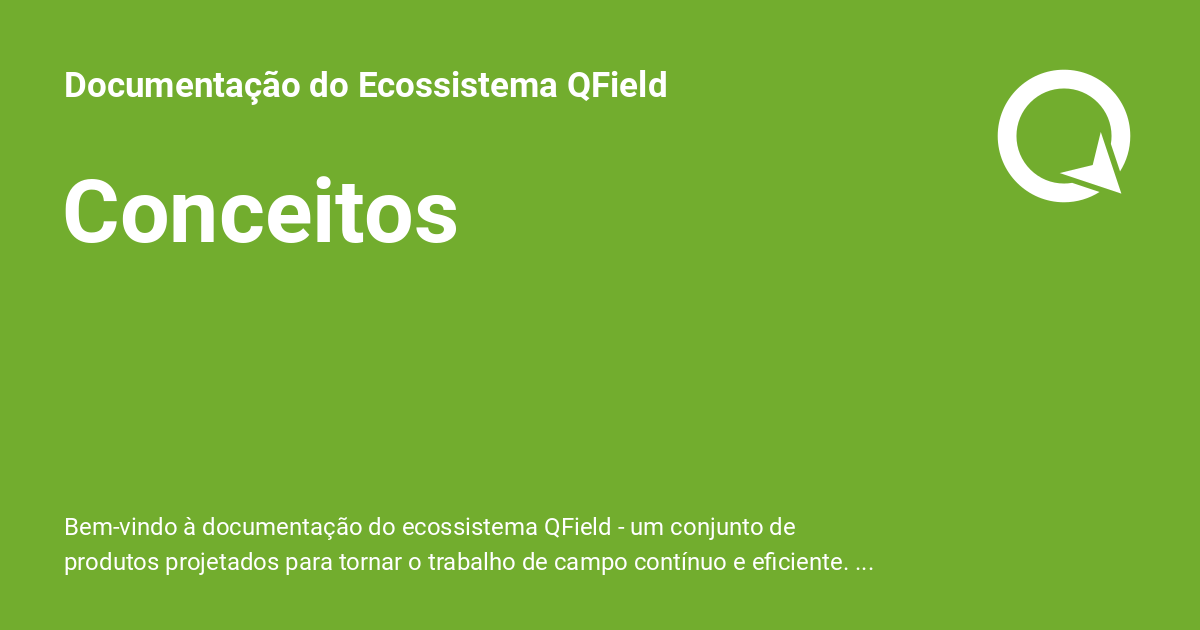 Documentação do Ecossistema QField
Conceitos
Bem-vindo à documentação do ecossistema QField - um conjunto de
produtos projetados para tornar o trabalho de campo contínuo e eficiente. ...